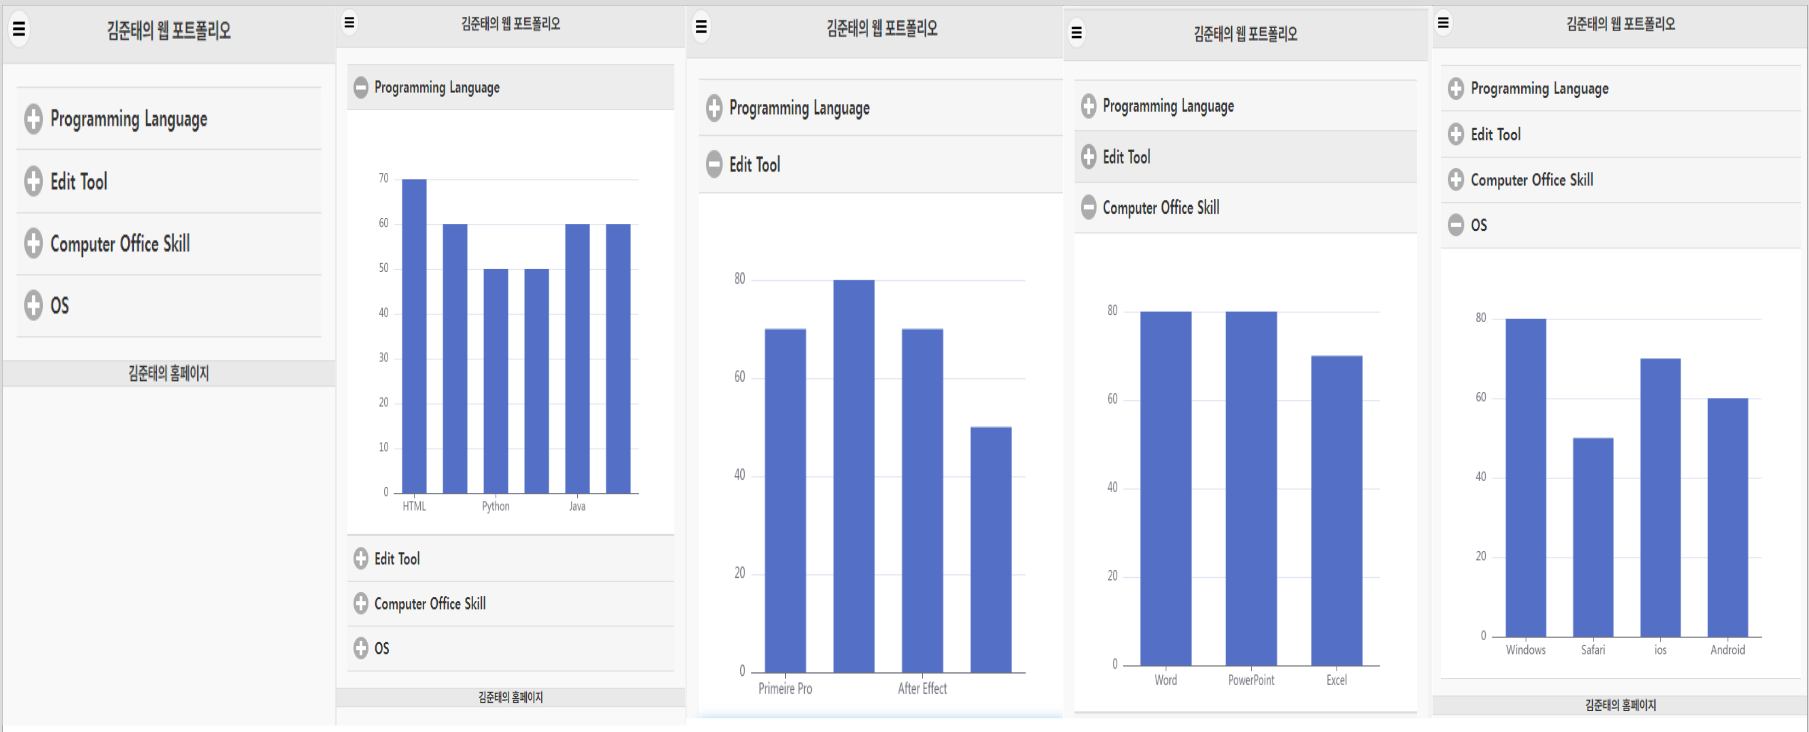 김준태의 웹 포트폴리오
Programming Language
Edit Tool
Computer Office Skill
OS
김준태의 홈페이지
김준태의 웹 포트폴리오
Programming Language
70
60
50
40
30
20
10
0
HTML Python Java
Edit Tool
Computer Office Skill
OS
김준태의 홈페이지
김준태의 웹 포트폴리오
Programming Language
Edit Tool
80
60
40
20
0
Primeire Pro After Effect
김준태의 웹 포트폴리오
Programming Language
Edit Tool
Computer Office Skill
80
60
40
20
0
Word PowerPoint Excel
김준태의 웹 포트폴리오
Programming Language
Edit Tool
Computer Office Skill
OS
80
60
40
20
0
Windows Safari ios Android
김준태의 홈페이지